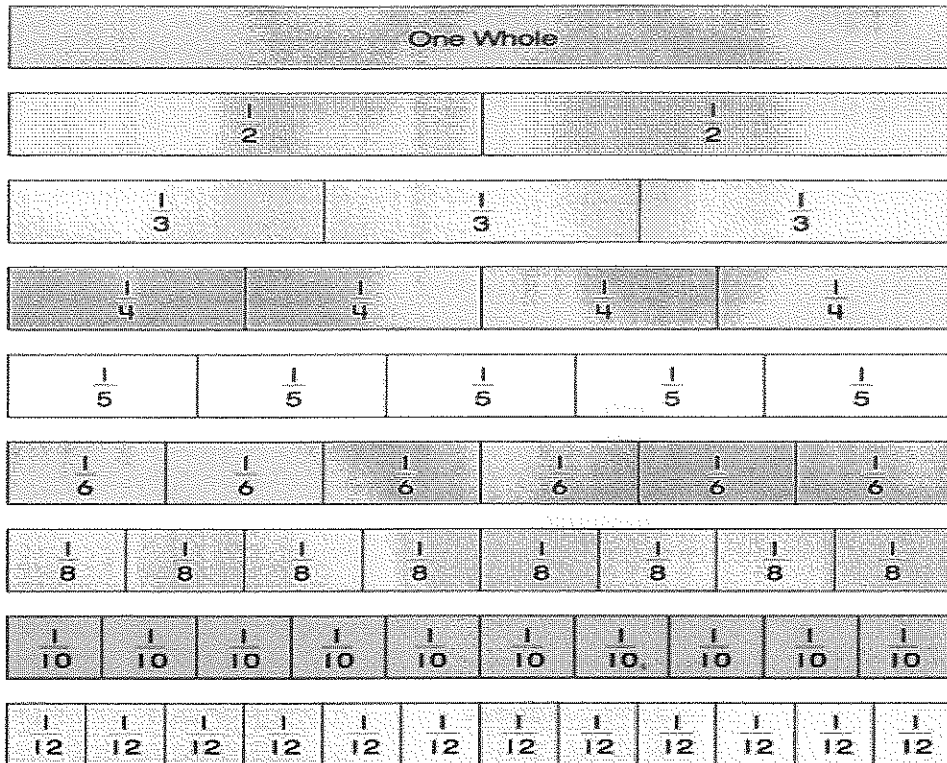 One Whole
1/2 1/2
1/3 1/3 1/3
1/4 1/4 1/4 1/4
1/5 1/5 1/5 1/5 1/5
1/6 1/6 1/6 1/6 1/6 1/6
1/8 1/8 1/8 1/8 1/8 1/8 1/8 1/8
1/10 1/10 1/10 1/10 1/10 1/10 1/10 1/10 1/10 1/10
1/12 1/12 1/12 1/12 1/12 1/12 1/12 1/12 1/12 1/12 1/12 1/12